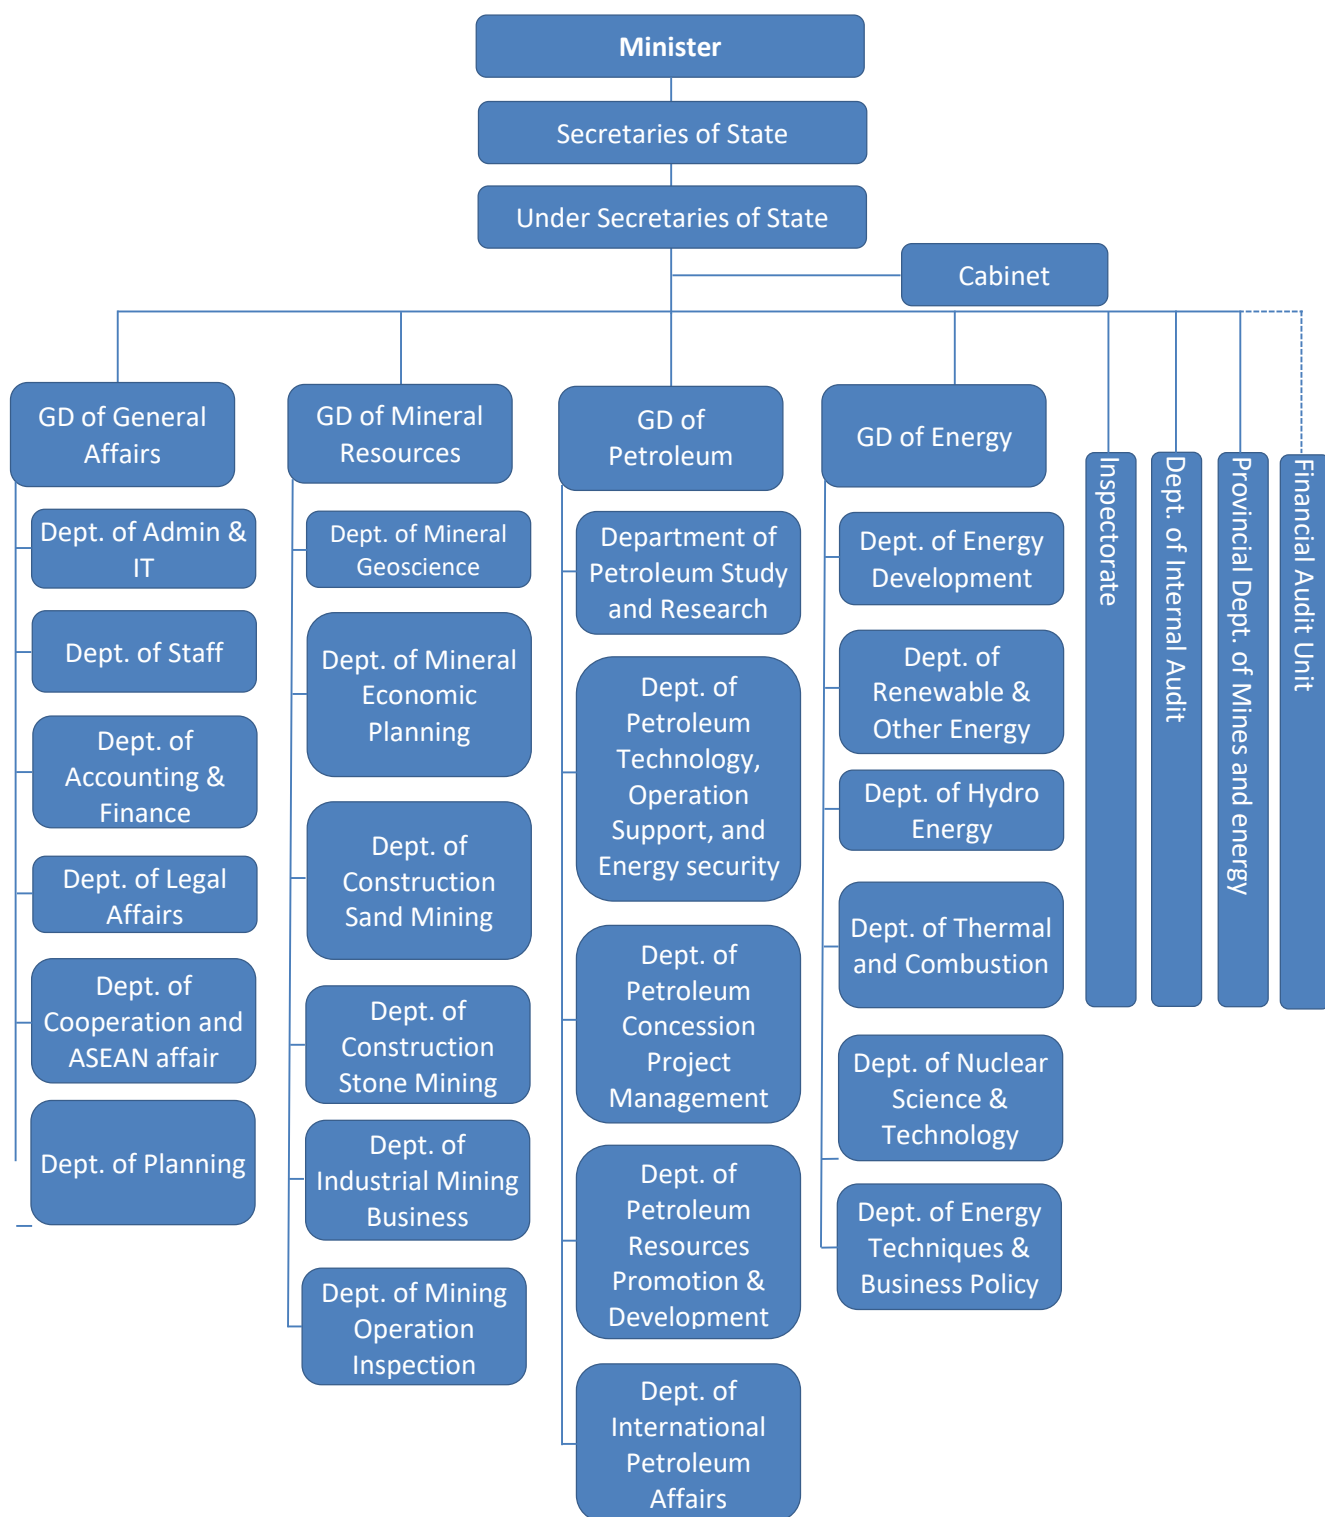 Minister
Secretaries of State
Under Secretaries of State
Cabinet
GD of General
Affairs
Dept. of Admin &
IT
Dept. of Staff
Dept. of
Accounting &
Finance
Dept. of Legal
Affairs
Dept. of
Cooperation and
ASEAN affair
Dept. of Planning
GD of Mineral
Resources
Dept. of Mineral
Geoscience
Dept. of Mineral
Economic
Planning
Dept. of
Construction
Sand Mining
Dept. of
Construction
Stone Mining
Dept. of
Industrial Mining
Business
Dept. of Mining
Operation
Inspection
GD of
Petroleum
Department of
Petroleum Study
and Research
Dept. of
Petroleum
Technology,
Operation
Support, and
Energy security
Dept. of
Petroleum
Concession
Project
Management
Dept. of
Petroleum
Resources
Promotion &
Development
Dept. of
International
Petroleum
Affairs
GD of Energy
Dept. of Energy
Development
Dept. of
Renewable &
Other Energy
Dept. of Hydro
Energy
Dept. of Thermal
and Combustion
Dept. of Nuclear
Science &
Technology
Dept. of Energy
Techniques &
Business Policy
Inspectorate
Dept. of Internal Audit
Provincial Dept. of Mines and energy
Financial Audit Unit